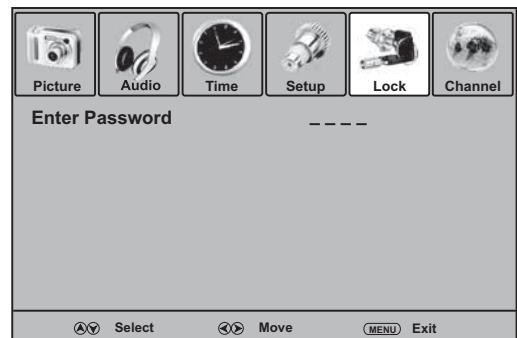 Picture Audio Time Setup Lock Channel
Enter Password _ _ _ _
Select Move MENU Exit